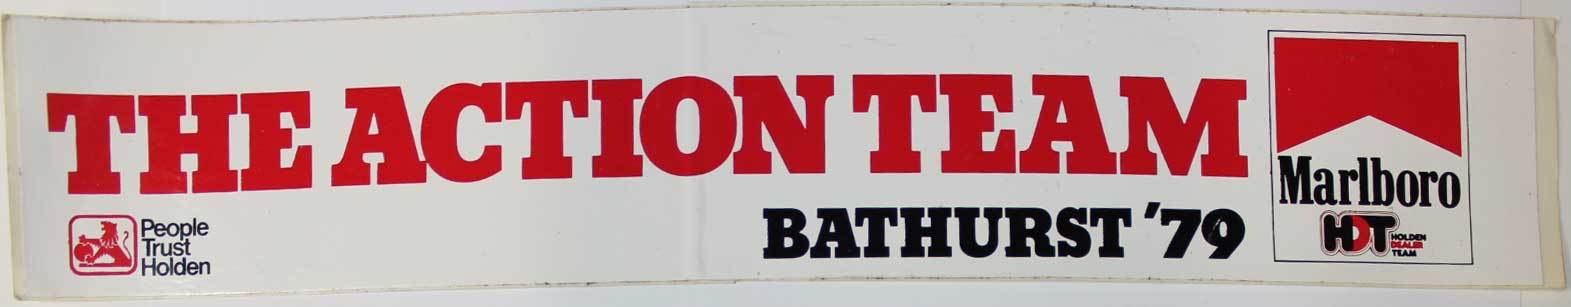 THE ACTION TEAM
BATHURST '79
People
Trust
Holden
Marlboro
HDT
HOLDEN
DEALER
TEAM